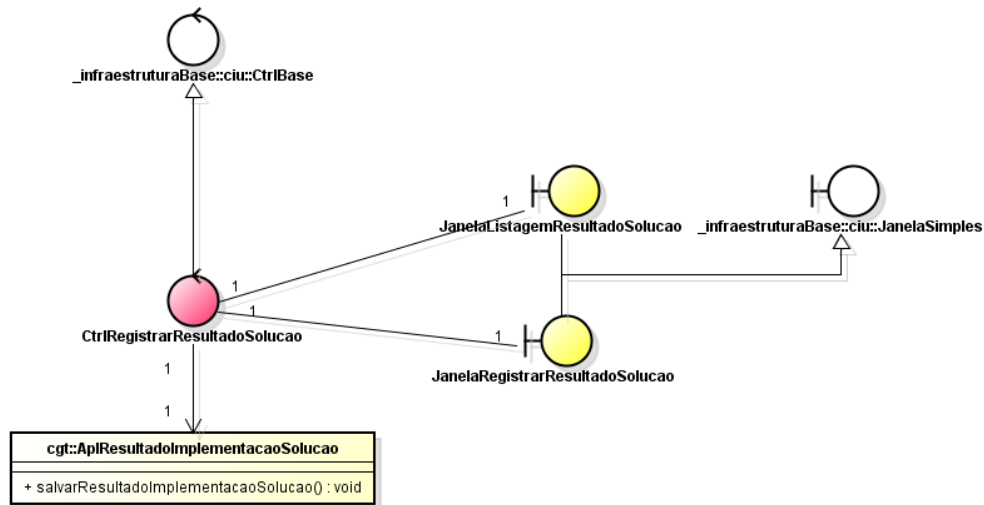 _infraestruturaBase::ciu::CtrlBase
1
JanelaListagemResultadoSolucao
_infraestruturaBase::ciu::JanelaSimples
1
1
1
CtrlRegistrarResultadoSolucao
JanelaRegistrarResultadoSolucao
1
1
cgt::AplResultadoImplementacaoSolucao
+ salvarResultadoImplementacaoSolucao() : void